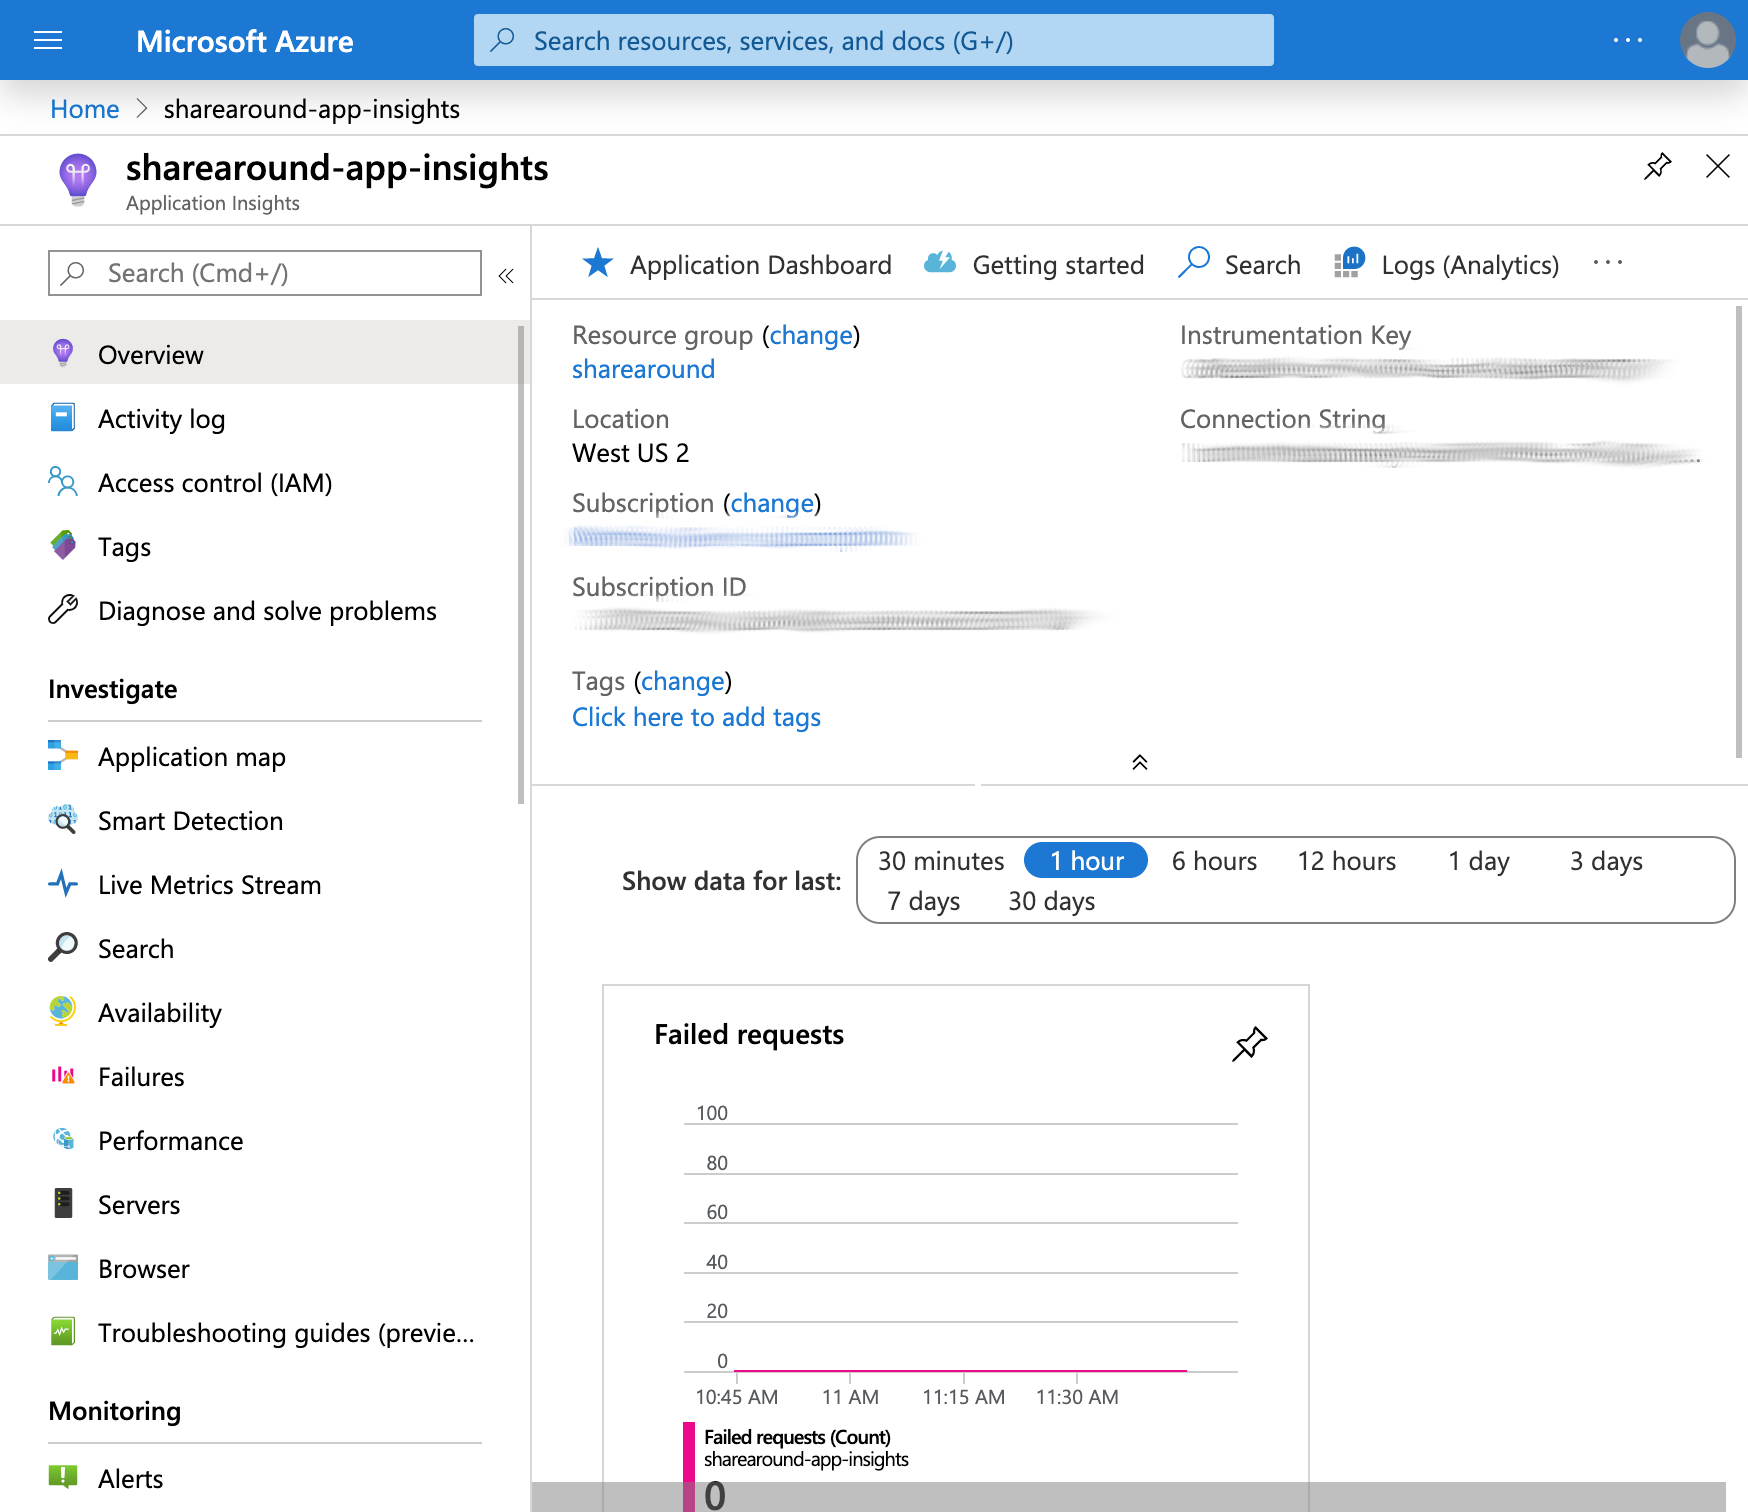 Microsoft Azure
Search resources, services, and docs (G+/)
Home > sharearound-app-insights
sharearound-app-insights
Application Insights
Search (Cmd+/)
Overview
Activity log
Access control (IAM)
Tags
Diagnose and solve problems
Investigate
Application map
Smart Detection
Live Metrics Stream
Search
Availability
Failures
Performance
Servers
Browser
Troubleshooting guides (previe...
Monitoring
Alerts
Application Dashboard Getting started Search Logs (Analytics)
Resource group (change)
sharearound
Location
West US 2
Subscription (change)
Subscription ID
Tags (change)
Click here to add tags
Instrumentation Key
Connection String
Show data for last:
30 minutes 1 hour 6 hours 12 hours 1 day 3 days
7 days 30 days
Failed requests
100
80
60
40
20
0
10:45 AM 11 AM 11:15 AM 11:30 AM
Failed requests (Count)
sharearound-app-insights
0